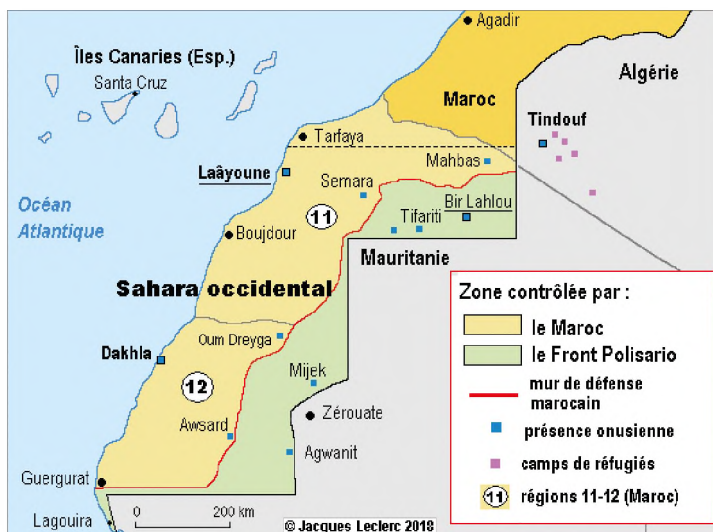 Agadir
Îles Canaries (Esp.)
Santa Cruz
Algérie
Maroc
Tindouf
Tarfaya
Mahbas
Laâyoune
Semara
Bir Lahlou
Océan
Atlantique
11
Tifariti
Boujdour
Mauritanie
Sahara occidental
Zone contrôlée par :
le Maroc
Oum Dreyga
Dakhla
le Front Polisario
Mijek
mur de défense
marocain
12
Zérouate
Awsard
présence onusienne
Agwanit
camps de réfugiés
Guergurat
11 régions 11-12 (Maroc)
Lagouira
0 200 km
© Jacques Leclerc 2018